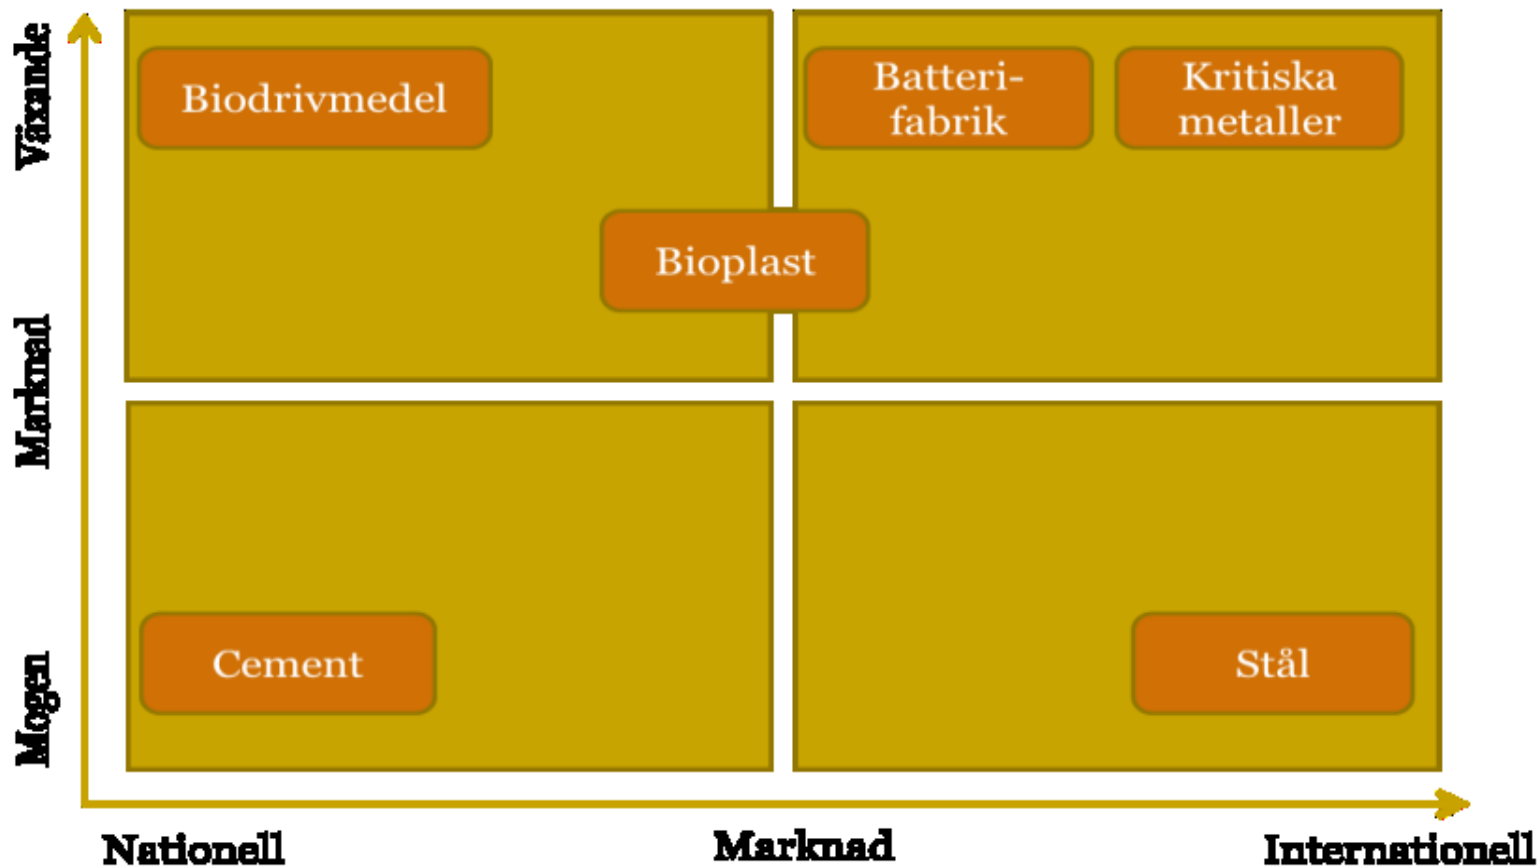 Växande
Biodrivmedel
Batteri-
fabrik
Kritiska
metaller
Bioplast
Marknad
Mogen
Cement
Stål
Nationell
Marknad
Internationell